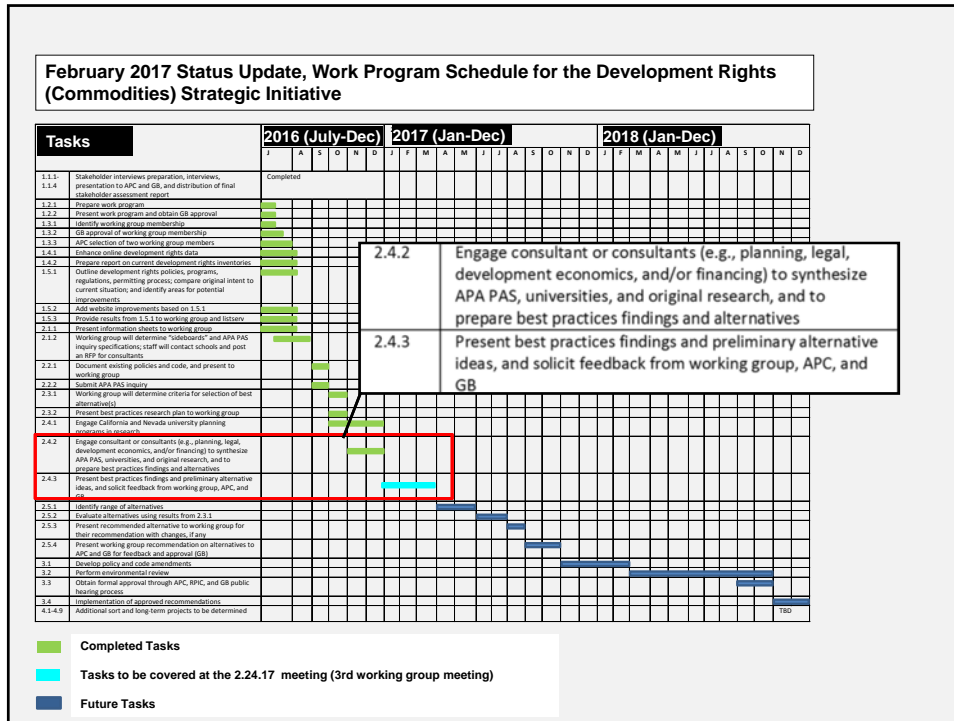 February 2017 Status Update, Work Program Schedule for the Development Rights
(Commodities) Strategic Initiative
Tasks
2016 (July-Dec) 2017 (Jan-Dec) 2018 (Jan-Dec)
J A S O N D J F M A M J J A S O N D J F M A M J J A S O N D
1.1.1- Stakeholder interviews preparation, interviews, Completed
1.1.4 presentation to APC and GB, and distribution of final
stakeholder assessment report
1.2.1 Prepare work program
1.2.2 Present work program and obtain GB approval
1.3.1 Identify working group membership
1.3.2 GB approval of working group membership
1.3.3 APC selection of two working group members
1.4.1 Enhance online development rights data
1.4.2 Prepare report on current development rights inventories
1.5.1 Outline development rights policies, programs,
regulations, permitting process; compare original intent to
current situation; and identify areas for potential
improvements
1.5.2 Add website improvements based on 1.5.1
1.5.3 Provide results from 1.5.1 to working group and listserv
2.1.1 Present information sheets to working group
2.1.2 Working group will determine “sideboards” and APA PAS
inquiry specifications; staff will contact schools and post
an RFP for consultants
2.2.1 Document existing policies and code, and present to
working group
2.2.2 Submit APA PAS inquiry
2.3.1 Working group will determine criteria for selection of best
alternative(s)
2.3.2 Present best practices research plan to working group
2.4.1 Engage California and Nevada university planning
programs in research
2.4.2 Engage consultant or consultants (e.g., planning, legal,
development economics, and/or financing) to synthesize
APA PAS, universities, and original research, and to
prepare best practices findings and alternatives
2.4.3 Present best practices findings and preliminary alternative
ideas, and solicit feedback from working group, APC, and
GB
2.5.1 Identify range of alternatives
2.5.2 Evaluate alternatives using results from 2.3.1
2.5.3 Present recommended alternative to working group for
their recommendation with changes, if any
2.5.4 Present working group recommendation on alternatives to
APC and GB for feedback and approval (GB)
3.1 Develop policy and code amendments
3.2 Perform environmental review
3.3 Obtain formal approval through APC, RPIC, and GB public
hearing process
3.4 Implementation of approved recommendations
4.1-4.9 Additional sort and long-term projects to be determined TBD
2.4.2 Engage consultant or consultants (e.g., planning, legal,
development economics, and/or financing) to synthesize
APA PAS, universities, and original research, and to
prepare best practices findings and alternatives
2.4.3 Present best practices findings and preliminary alternative
ideas, and solicit feedback from working group, APC, and
GB
Completed Tasks
Tasks to be covered at the 2.24.17 meeting (3rd working group meeting)
Future Tasks